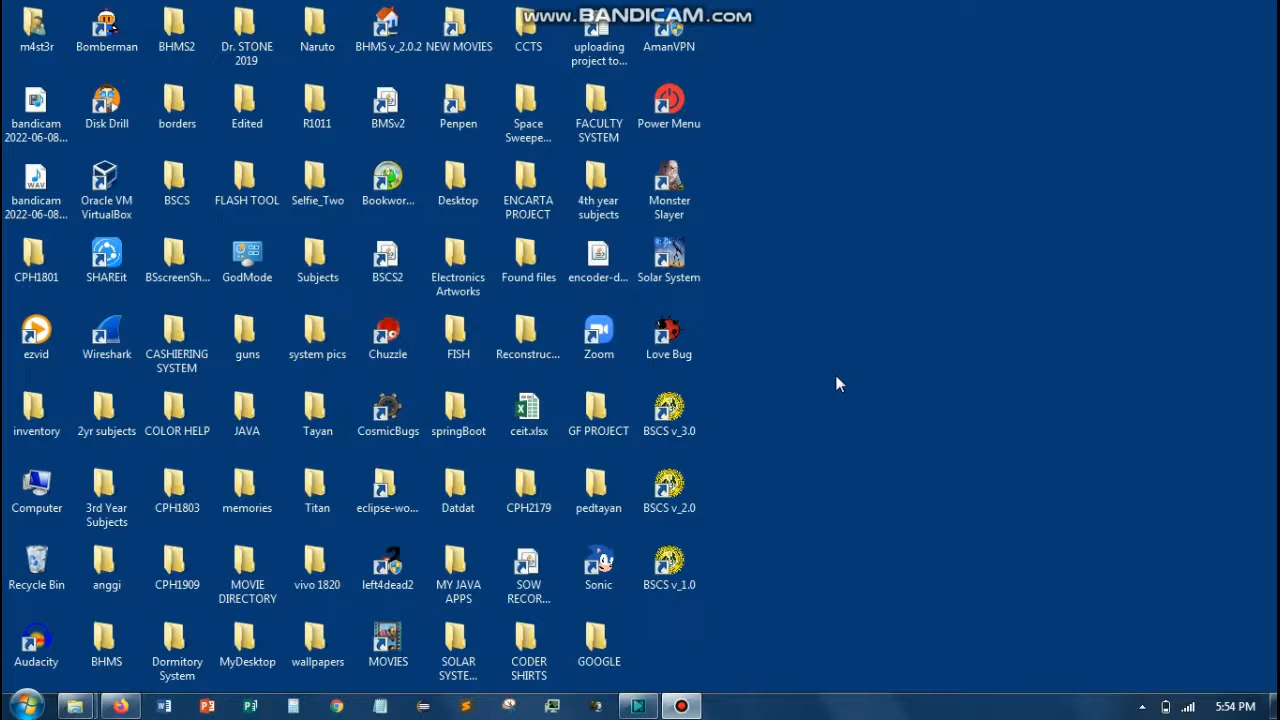 www.BANDICAM.com
m4st3r
Bomberman
BHMS2
Dr. STONE
2019
Naruto
BHMS v_2.0.2
NEW MOVIES
CCTS
uploading
project to...
AmanVPN
bandicam
2022-06-08...
Disk Drill
borders
Edited
R1011
BMSv2
Penpen
Space
Sweepe...
FACULTY
SYSTEM
Power Menu
WAV
bandicam
2022-06-08...
Oracle VM
VirtualBox
BSCS
FLASH TOOL
Selfie_Two
Bookwor...
Desktop
ENCARTA
PROJECT
4th year
subjects
Monster
Slayer
CPH1801
SHAREit
BSscreenSh...
GodMode
Subjects
BSCS2
Electronics
Artworks
Found files
encoder-d...
Solar System
ezvid
Wireshark
CASHIERING
SYSTEM
guns
system pics
Chuzzle
FISH
Reconstruc...
Zoom
Love Bug
inventory
2yr subjects
COLOR HELP
JAVA
Tayan
CosmicBugs
springBoot
ceit.xlsx
GF PROJECT
BSCS v_3.0
Computer
3rd Year
Subjects
CPH1803
memories
Titan
eclipse-wo...
Datdat
CPH2179
pedtayan
BSCS v_2.0
Recycle Bin
anggi
CPH1909
MOVIE
DIRECTORY
vivo 1820
left4dead2
MY JAVA
APPS
SOW
RECOR...
Sonic
BSCS v_1.0
Audacity
BHMS
Dormitory
System
MyDesktop
wallpapers
MOVIES
SOLAR
SYSTE...
CODER
SHIRTS
GOOGLE
5:54 PM